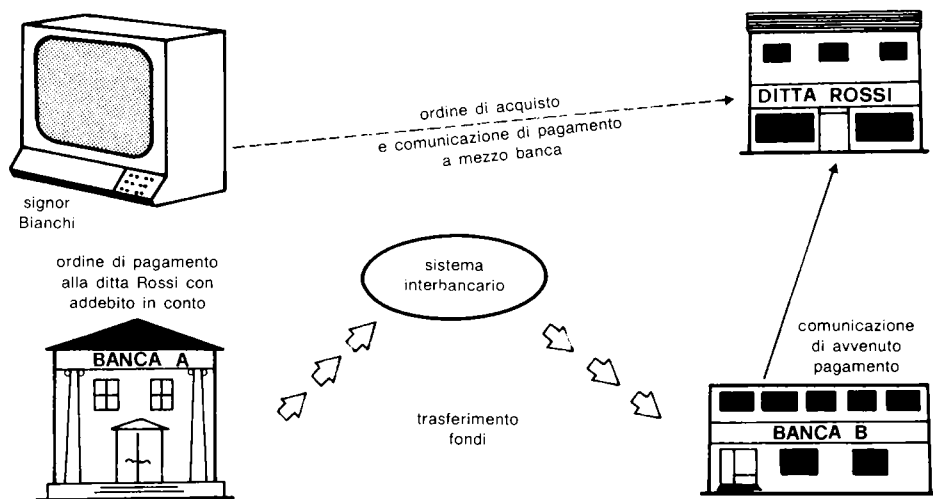 DITTA ROSSI
ordine di acquisto
e comunicazione di pagamento
a mezzo banca
signor
Bianchi
ordine di pagamento
alla ditta Rossi con
addebito in conto
sistema
interbancario
BANCA A
comunicazione
di avvenuto
pagamento
trasferimento
fondi
BANCA B